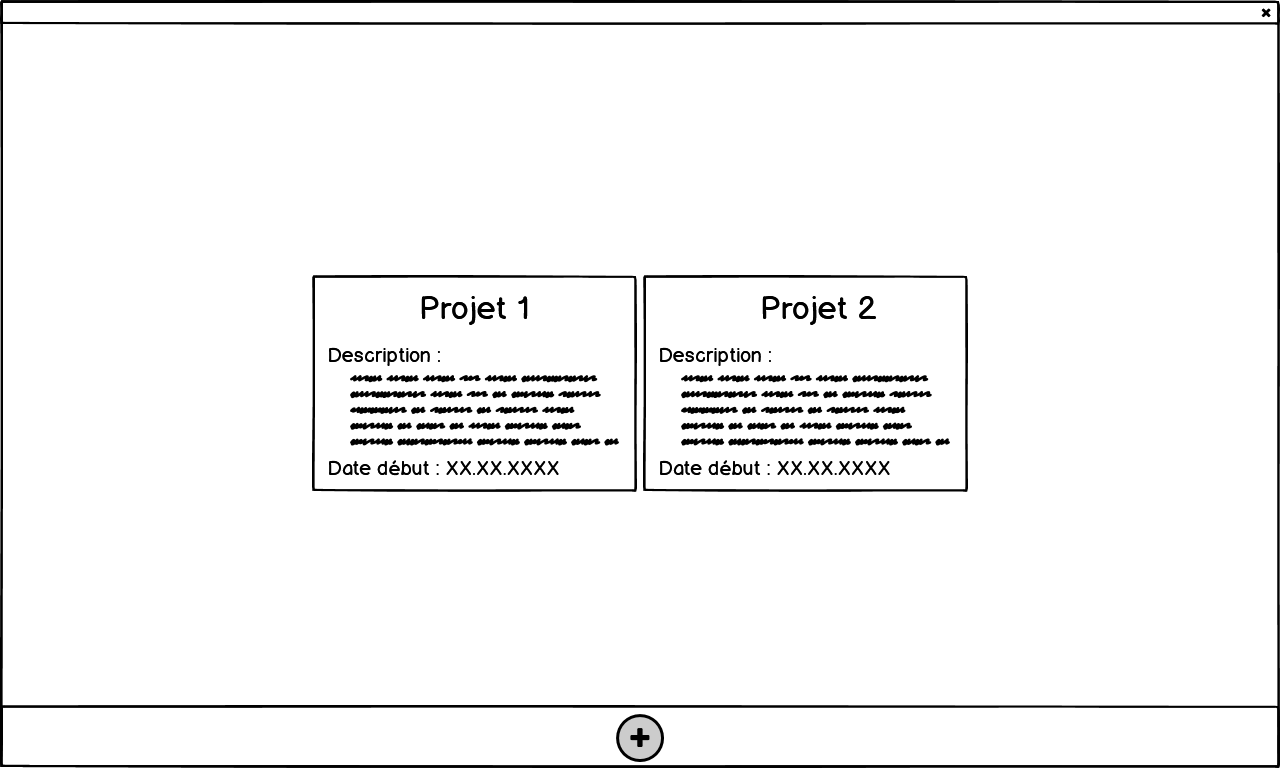 Projet 1
Description :
Date début : XX.XX.XXXX
Projet 2
Description :
Date début : XX.XX.XXXX